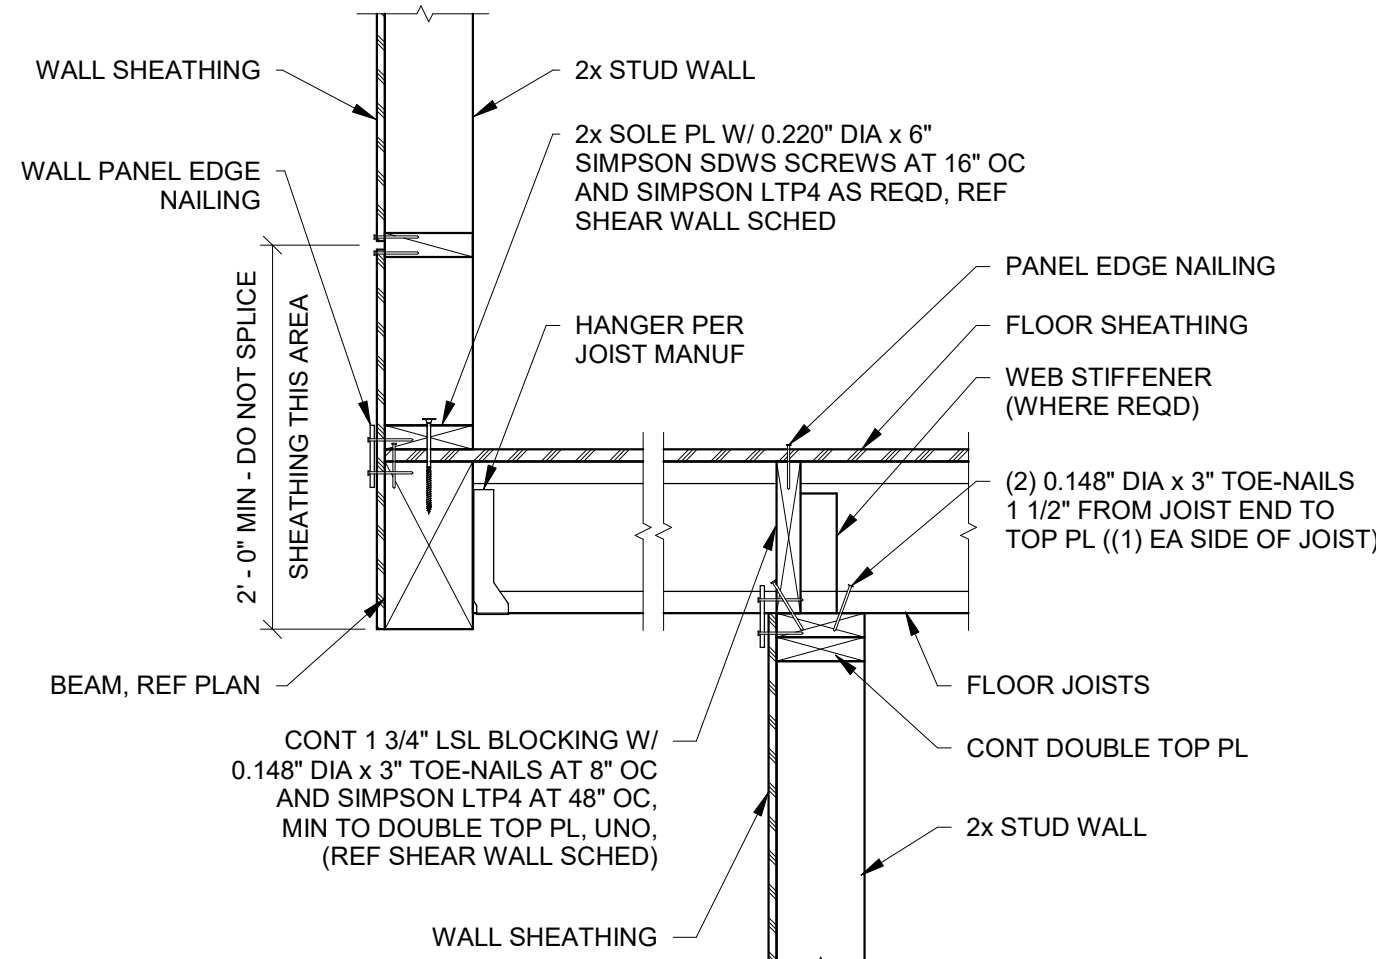 WALL SHEATHING
2x STUD WALL
2x SOLE PL W/ 0.220" DIA x 6"
SIMPSON SDWS SCREWS AT 16" OC
AND SIMPSON LTP4 AS REQD, REF
SHEAR WALL SCHED
WALL PANEL EDGE
NAILING
PANEL EDGE NAILING
2' - 0" MIN - DO NOT SPLICE
SHEATHING THIS AREA
HANGER PER
JOIST MANUF
FLOOR SHEATHING
WEB STIFFENER
(WHERE REQD)
(2) 0.148" DIA x 3" TOE-NAILS
1 1/2" FROM JOIST END TO
TOP PL ((1) EA SIDE OF JOIST)
BEAM, REF PLAN
FLOOR JOISTS
CONT 1 3/4" LSL BLOCKING W/
0.148" DIA x 3" TOE-NAILS AT 8" OC
AND SIMPSON LTP4 AT 48" OC,
MIN TO DOUBLE TOP PL, UNO,
(REF SHEAR WALL SCHED)
CONT DOUBLE TOP PL
2x STUD WALL
WALL SHEATHING